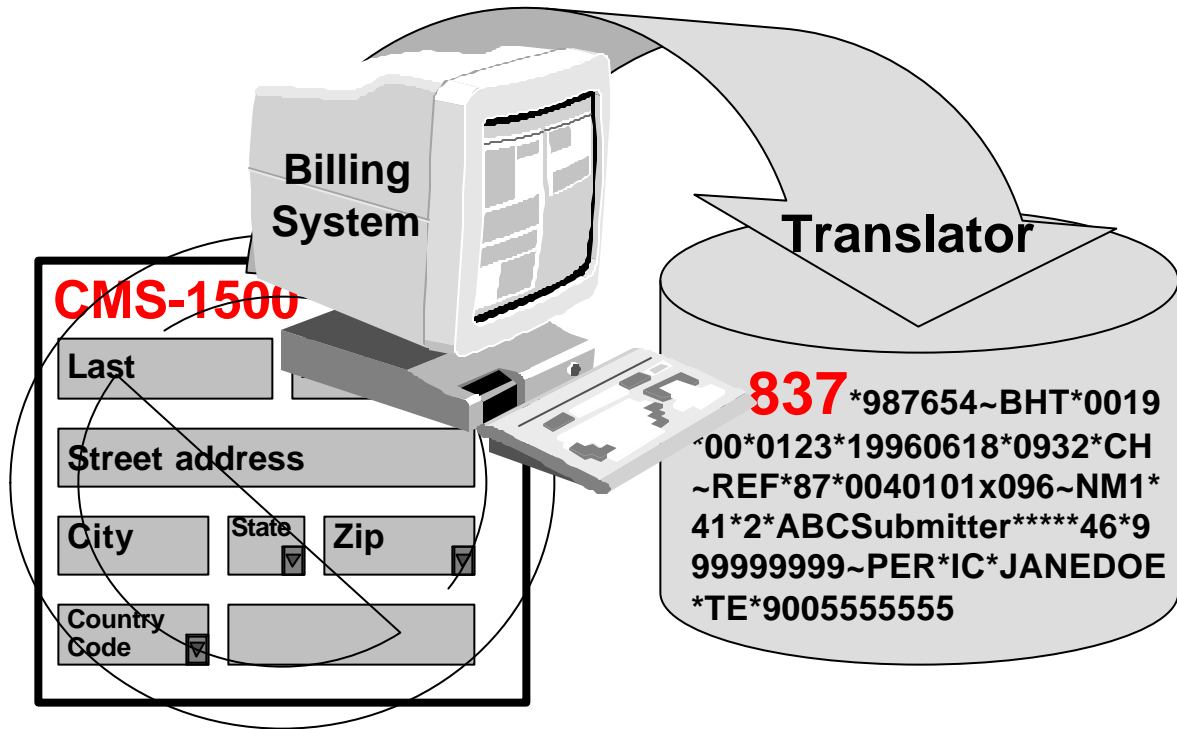 Billing
System
Translator
CMS-1500
Last
Street address
City
State
Zip
Country
Code
837*987654~BHT*0019
*00*0123*19960618*0932*CH
~REF*87*0040101x096~NM1*
41*2*ABCSubmitter*****46*9
99999999~PER*IC*JANEDOE
*TE*9005555555